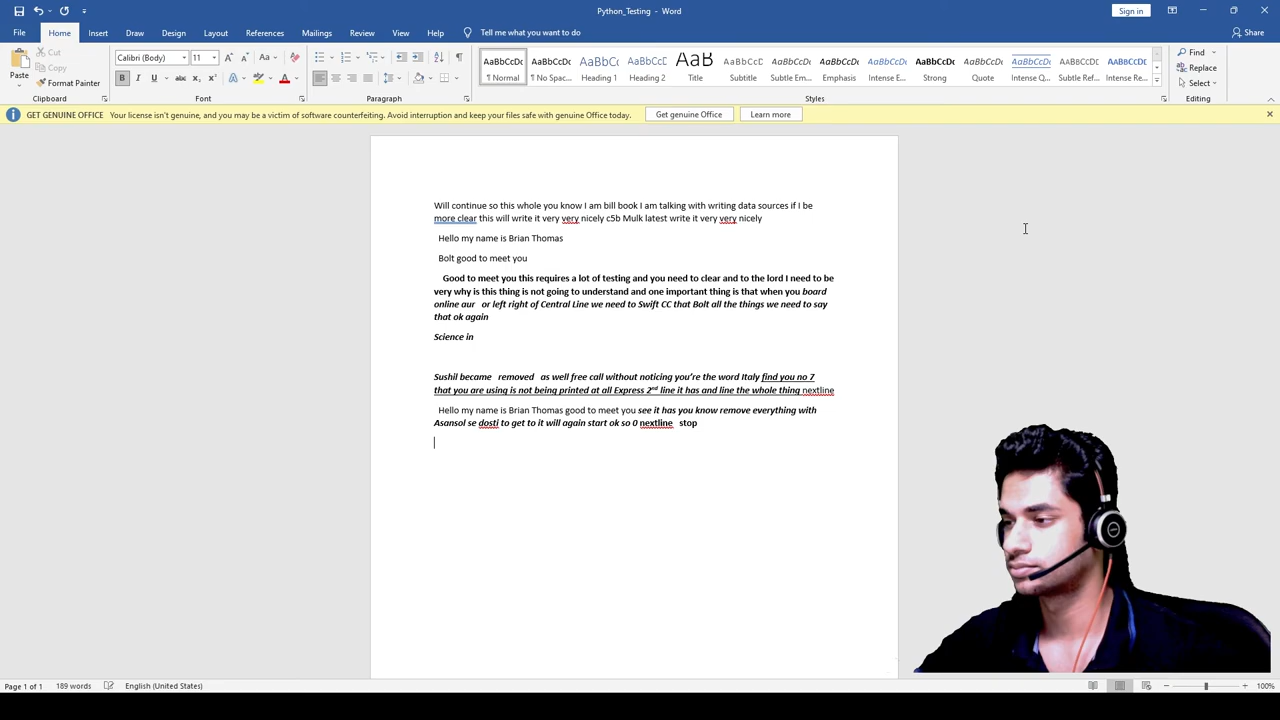 Python_Testing - Word
Sign in
File Home Insert Draw Design Layout References Mailings Review View Help Tell me what you want to do Share
Cut
Copy
Format Painter
Paste
Clipboard
Calibri (Body) 11
Font
Paragraph
AaBbCcDc AaBbCcDc AaBbCc AaBbCcD AaB AaBbCcD AaBbCcDc AaBbCcDc AaBbCcDc AaBbCcDc AaBbCcDc AaBbCcDc AaBbCcDc AaBbCcDc
¶ Normal ¶ No Spac... Heading 1 Heading 2 Title Subtitle Subtle Em... Emphasis Intense E... Strong Quote Intense Q... Subtle Ref... Intense Re...
Styles
Find
Replace
Select
Editing
GET GENUINE OFFICE Your license isn't genuine, and you may be a victim of software counterfeiting. Avoid interruption and keep your files safe with genuine Office today. Get genuine Office Learn more
Will continue so this whole you know I am bill book I am talking with writing data sources if I be
more clear this will write it very very nicely c5b Mulk latest write it very very nicely
Hello my name is Brian Thomas
Bolt good to meet you
Good to meet you this requires a lot of testing and you need to clear and to the lord I need to be
very why is this thing is not going to understand and one important thing is that when you board
online aur or left right of Central Line we need to Swift CC that Bolt all the things we need to say
that ok again
Science in
Sushil became removed as well free call without noticing you're the word Italy find you no 7
that you are using is not being printed at all Express 2nd line it has and line the whole thing nextline
Hello my name is Brian Thomas good to meet you see it has you know remove everything with
Asansol se dosti to get to it will again start ok so 0 nextline stop
Page 1 of 1 189 words English (United States) 100%